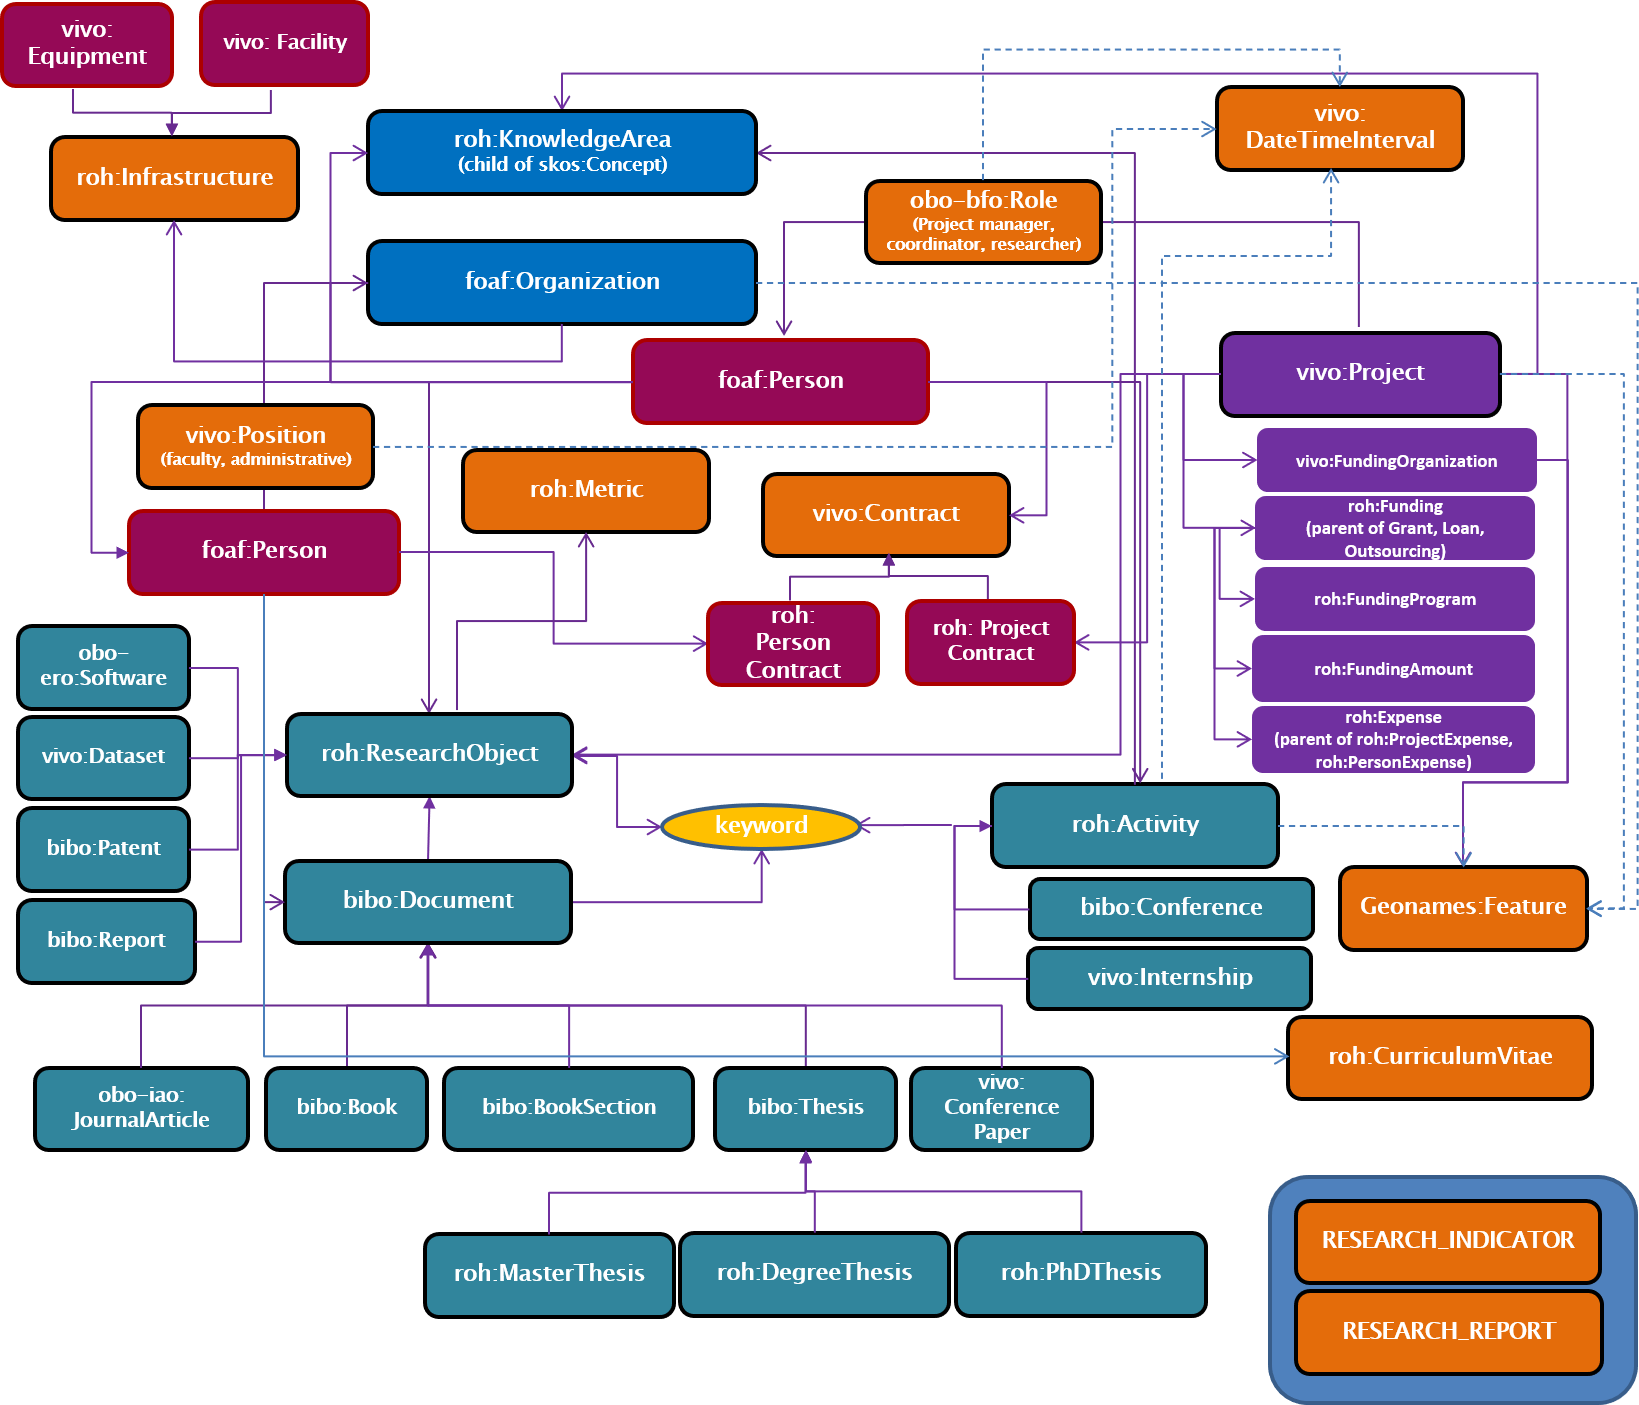 vivo:
Equipment
vivo: Facility
roh:Infrastructure
roh:KnowledgeArea
(child of skos:Concept)
vivo:
DateTimeInterval
obo-bfo:Role
(Project manager,
coordinator, researcher)
foaf:Organization
foaf:Person
vivo:Project
vivo:Position
(faculty, administrative)
roh:Metric
vivo:Contract
vivo:FundingOrganization
roh:Funding
(parent of Grant, Loan,
Outsourcing)
foaf:Person
roh:FundingProgram
roh:
Person
Contract
roh: Project
Contract
roh:FundingAmount
obo-
ero:Software
roh:Expense
(parent of roh:ProjectExpense,
roh:PersonExpense)
vivo:Dataset
roh:ResearchObject
keyword
roh:Activity
bibo:Patent
bibo:Document
bibo:Conference
Geonames:Feature
bibo:Report
vivo:Internship
roh:CurriculumVitae
obo-iao:
JournalArticle
bibo:Book
bibo:BookSection
bibo:Thesis
vivo:
Conference
Paper
RESEARCH_INDICATOR
roh:MasterThesis
roh:DegreeThesis
roh:PhDThesis
RESEARCH_REPORT